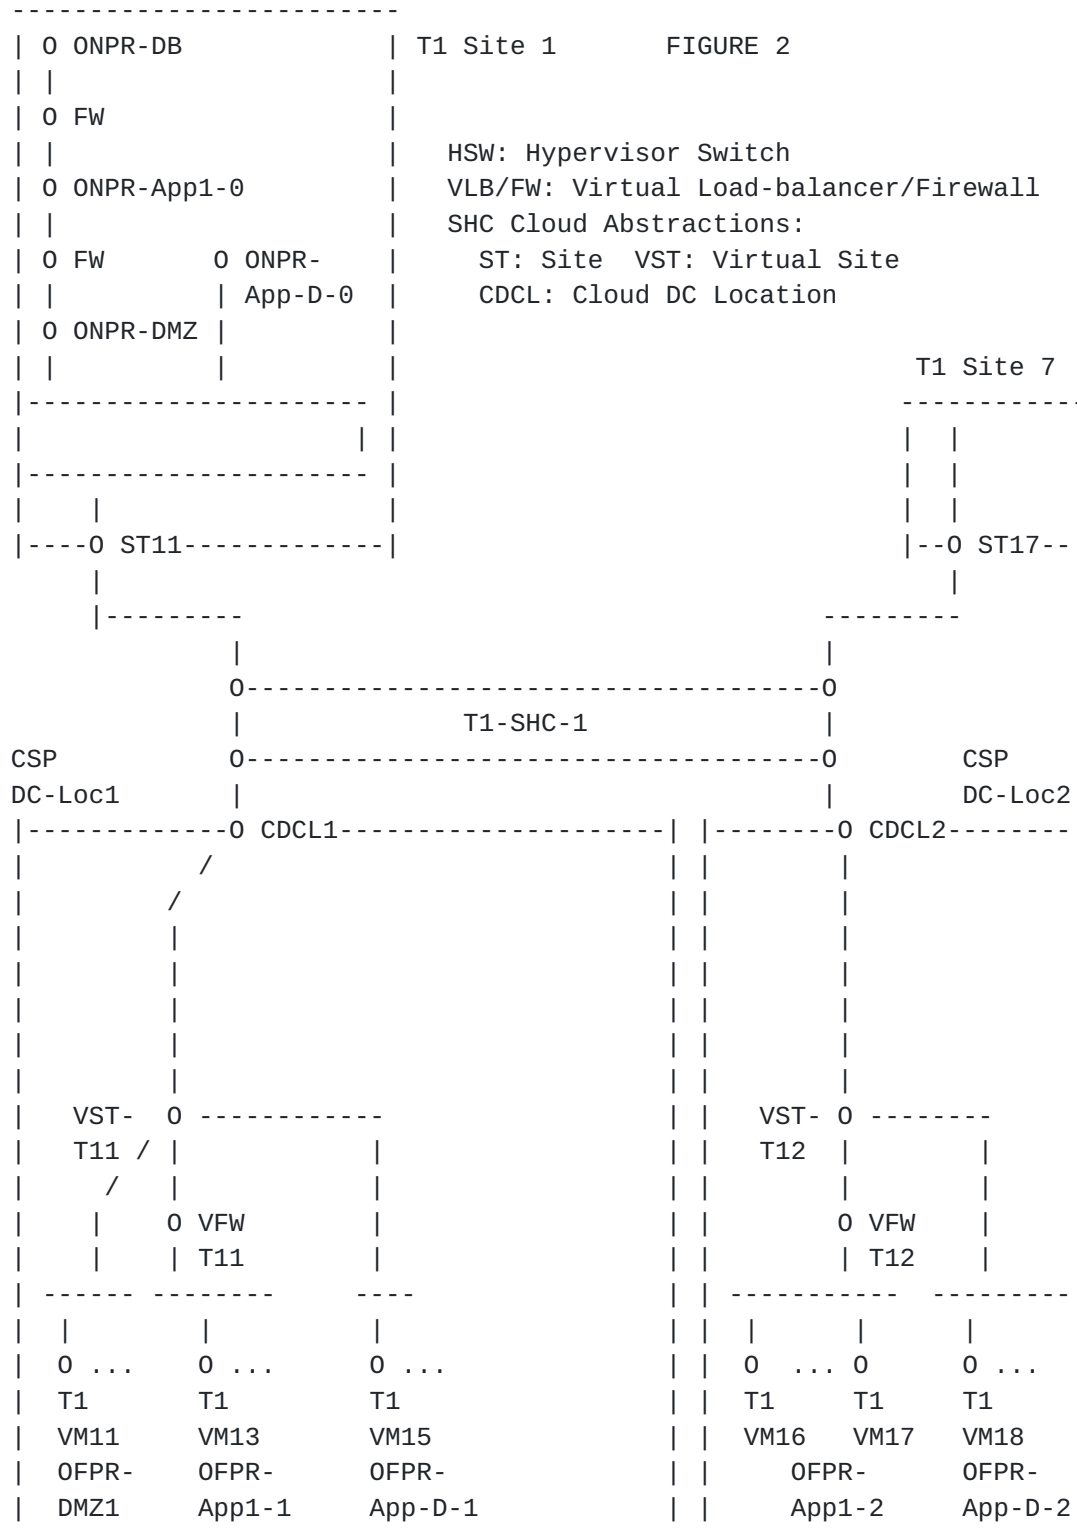 O ONPR-DB T1 Site 1 FIGURE 2
O FW
HSW: Hypervisor Switch
O ONPR-App1-0 VLB/FW: Virtual Load-balancer/Firewall
SHC Cloud Abstractions:
O FW O ONPR- ST: Site VST: Virtual Site
App-D-0 CDCL: Cloud DC Location
O ONPR-DMZ
T1 Site 7
O ST11 O ST17
O O
T1-SHC-1
CSP O O CSP
DC-Loc1 DC-Loc2
O CDCL1 O CDCL2
VST- O VST- O
T11 T12
O VFW O VFW
T11 T12
O ... O ... O ... O ... O O ...
T1 T1 T1 T1 T1 T1
VM11 VM13 VM15 VM16 VM17 VM18
OFPR- OFPR- OFPR- OFPR- OFPR-
DMZ1 App1-1 App-D-1 App1-2 App-D-2